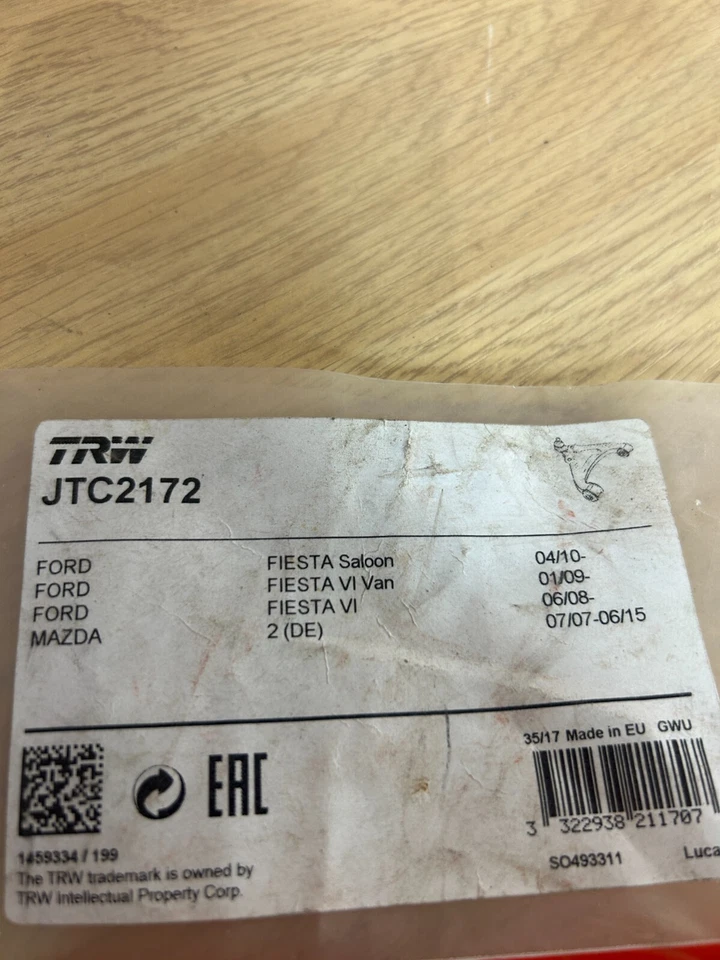 TRW
JTC2172
FORD FIESTA Saloon 04/10-
FORD FIESTA VI Van 01/09-
FORD FIESTA VI 06/08-
MAZDA 2 (DE) 07/07-06/15
35/17 Made in EU GWU
EAC
3 322938 211707
1459334 / 199
SO493311 Luca
The TRW trademark is owned by
TRW Intellectual Property Corp.